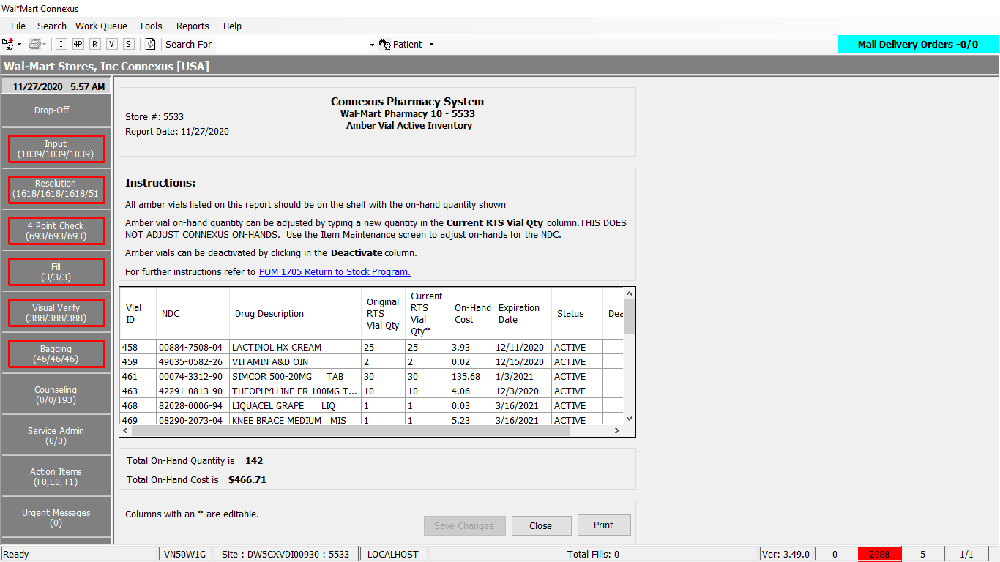 Wal*Mart Connexus
File Search Work Queue Tools Reports Help
I 4P R V S Search For Patient Mail Delivery Orders -0/0
Wal-Mart Stores, Inc Connexus [USA]
11/27/2020 5:57 AM
Drop-Off
Input
(1039/1039/1039)
Resolution
(1618/1618/1618/51
4 Point Check
(693/693/693)
Fill
(3/3/3)
Visual Verify
(388/388/388)
Bagging
(46/46/46)
Counseling
(0/0/193)
Service Admin
(0/0)
Action Items
(F0,E0,T1)
Urgent Messages
(0)
Connexus Pharmacy System
Wal-Mart Pharmacy 10 - 5533
Amber Vial Active Inventory
Store #: 5533
Report Date: 11/27/2020
Instructions:
All amber vials listed on this report should be on the shelf with the on-hand quantity shown
Amber vial on-hand quantity can be adjusted by typing a new quantity in the Current RTS Vial Qty column.THIS DOES
NOT ADJUST CONNEXUS ON-HANDS. Use the Item Maintenance screen to adjust on-hands for the NDC.
Amber vials can be deactivated by clicking in the Deactivate column.
For further instructions refer to POM 1705 Return to Stock Program.
Vial ID NDC Drug Description Original RTS Vial Qty Current RTS Vial Qty* On-Hand Cost Expiration Date Status Dea
458 00884-7508-04 LACTINOL HX CREAM 25 25 3.93 12/11/2020 ACTIVE
459 49035-0582-26 VITAMIN A&D OIN 2 2 0.02 12/15/2020 ACTIVE
461 00074-3312-90 SIMCOR 500-20MG TAB 30 30 135.68 1/3/2021 ACTIVE
463 42291-0813-90 THEOPHYLLINE ER 100MG T... 10 10 4.06 12/3/2020 ACTIVE
468 82028-0006-94 LIQUACEL GRAPE LIQ 1 1 0.03 3/16/2021 ACTIVE
469 08290-2073-04 KNEE BRACE MEDIUM MIS 1 1 5.23 3/16/2021 ACTIVE
Total On-Hand Quantity is 142
Total On-Hand Cost is $466.71
Columns with an * are editable.
Save Changes Close Print
Ready VN50W1G Site : DW5CXVDI00930 : 5533 LOCALHOST Total Fills: 0 Ver: 3.49.0 0 2088 5 1/1